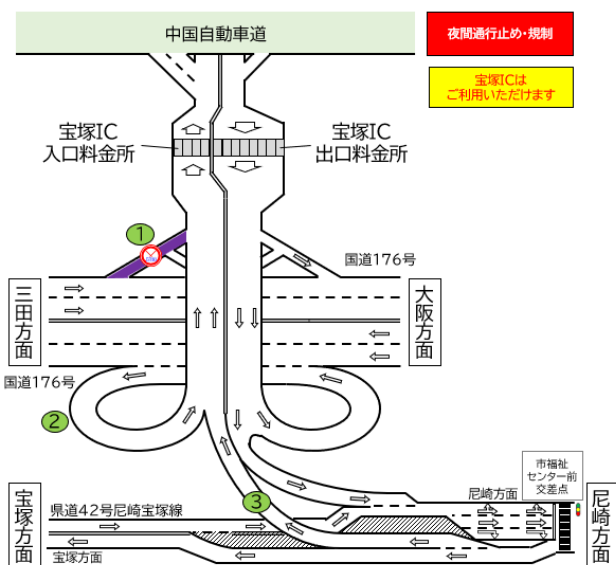 中国自動車道
夜間通行止め・規制
宝塚ICは
ご利用いただけます
宝塚IC
入口料金所
宝塚IC
出口料金所
1
国道176号
三田方面
大阪方面
国道176号
2
市福祉
センター前
交差点
3
尼崎方面
宝塚方面
県道42号尼崎宝塚線
尼崎方面
宝塚方面